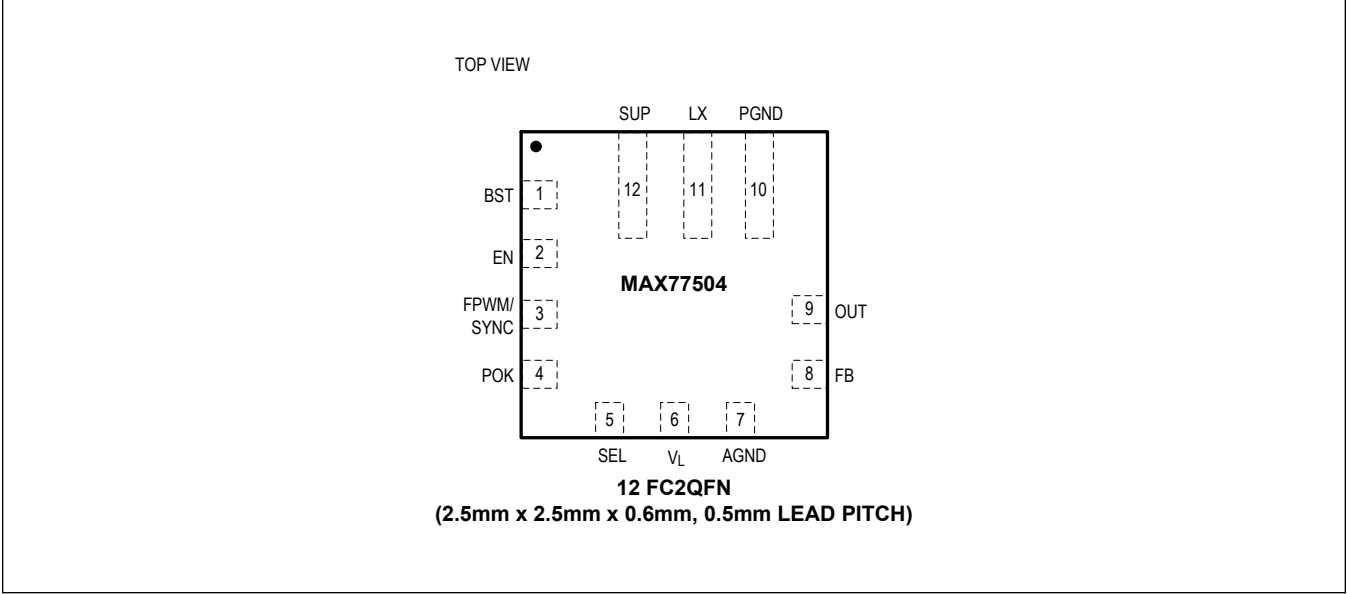 TOP VIEW
SUP LX PGND
12 11 10
BST 1
EN 2
FPWM/
SYNC 3
POK 4
MAX77504
9 OUT
8 FB
5 6 7
SEL VL AGND
12 FC2QFN
(2.5mm x 2.5mm x 0.6mm, 0.5mm LEAD PITCH)